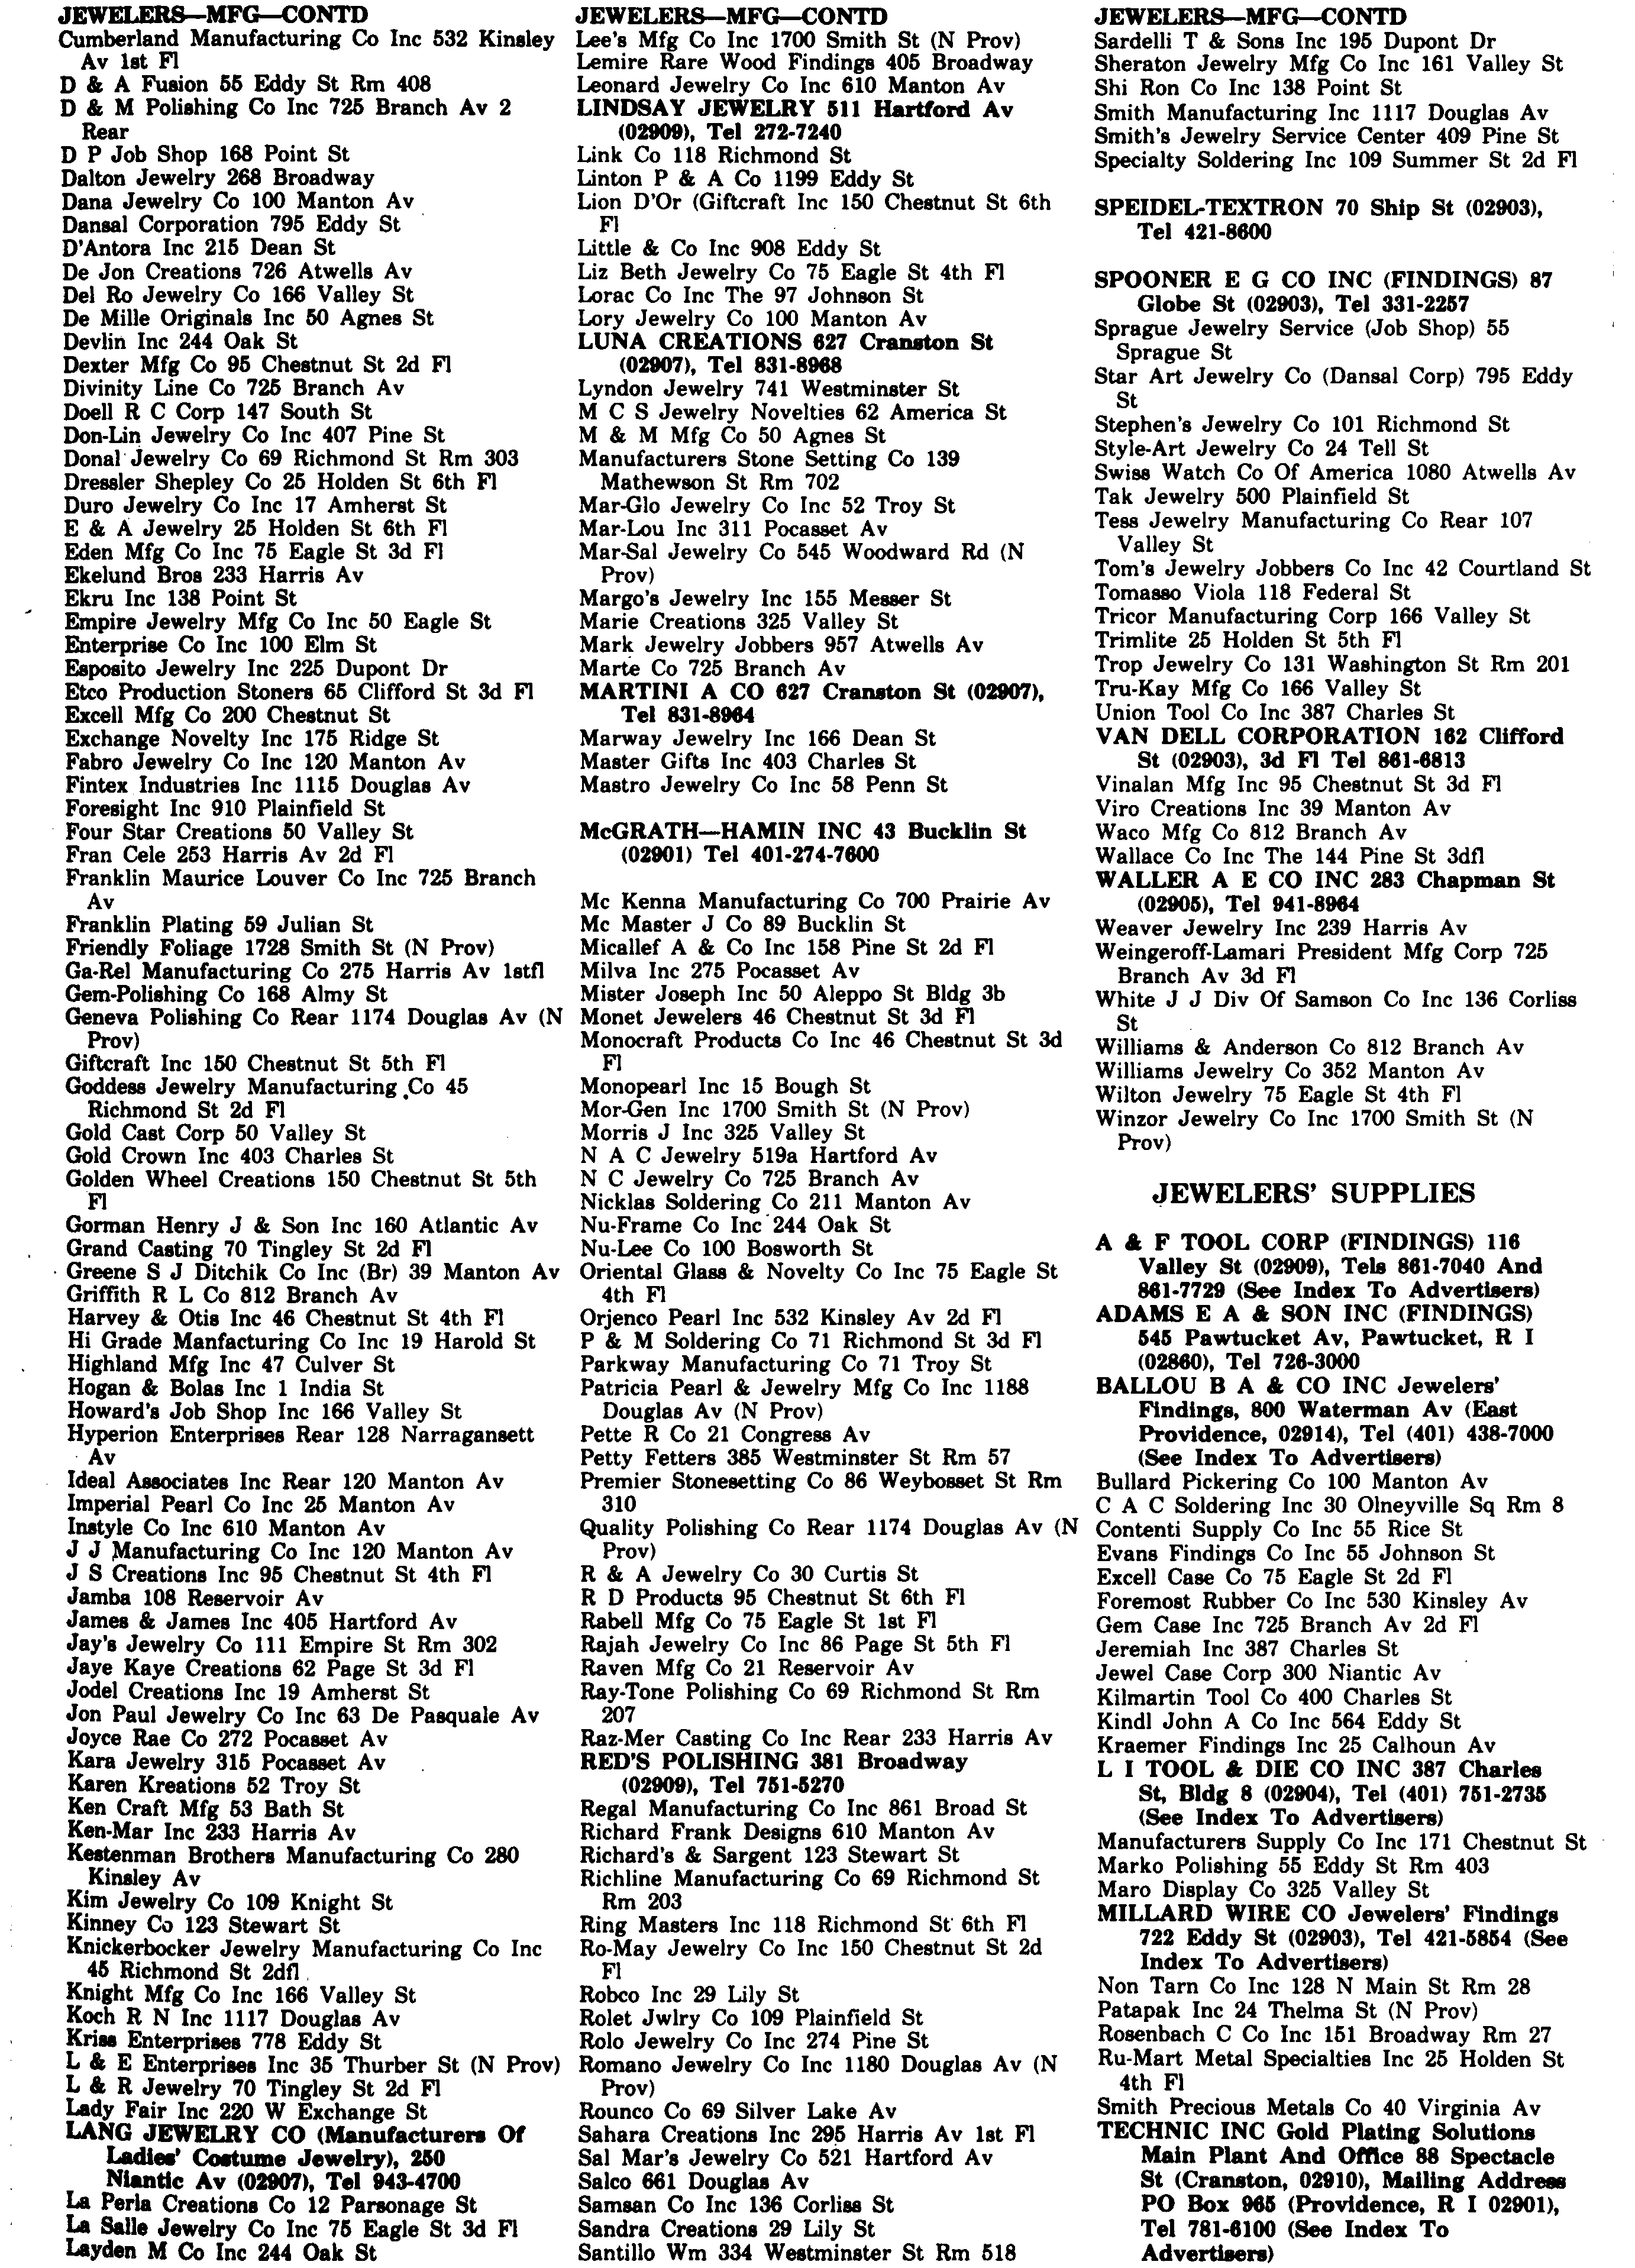 JEWELERS—MFG—CONTD
Cumberland Manufacturing Co Inc 532 Kinsley
Av 1st Fl
D & A Fusion 55 Eddy St Rm 408
D & M Polishing Co Inc 725 Branch Av 2
Rear
D P Job Shop 168 Point St
Dalton Jewelry 268 Broadway
Dana Jewelry Co 100 Manton Av
Dansal Corporation 795 Eddy St
D'Antora Inc 215 Dean St
De Jon Creations 726 Atwells Av
Del Ro Jewelry Co 166 Valley St
De Mille Originals Inc 50 Agnes St
Devlin Inc 244 Oak St
Dexter Mfg Co 95 Chestnut St 2d Fl
Divinity Line Co 725 Branch Av
Doell R C Corp 147 South St
Don-Lin Jewelry Co Inc 407 Pine St
Donal Jewelry Co 69 Richmond St Rm 303
Dressler Shepley Co 25 Holden St 6th Fl
Duro Jewelry Co Inc 17 Amherst St
E & A Jewelry 25 Holden St 6th Fl
Eden Mfg Co Inc 75 Eagle St 3d Fl
Ekelund Bros 233 Harris Av
Ekru Inc 138 Point St
Empire Jewelry Mfg Co Inc 50 Eagle St
Enterprise Co Inc 100 Elm St
Esposito Jewelry Inc 225 Dupont Dr
Etco Production Stoners 65 Clifford St 3d Fl
Excell Mfg Co 200 Chestnut St
Exchange Novelty Inc 175 Ridge St
Fabro Jewelry Co Inc 120 Manton Av
Fintex Industries Inc 1115 Douglas Av
Foresight Inc 910 Plainfield St
Four Star Creations 50 Valley St
Fran Cele 253 Harris Av 2d Fl
Franklin Maurice Louver Co Inc 725 Branch
Av
Franklin Plating 59 Julian St
Friendly Foliage 1728 Smith St (N Prov)
Ga-Rel Manufacturing Co 275 Harris Av 1stfl
Gem-Polishing Co 168 Almy St
Geneva Polishing Co Rear 1174 Douglas Av (N
Prov)
Giftcraft Inc 150 Chestnut St 5th Fl
Goddess Jewelry Manufacturing Co 45
Richmond St 2d Fl
Gold Cast Corp 50 Valley St
Gold Crown Inc 403 Charles St
Golden Wheel Creations 150 Chestnut St 5th
Fl
Gorman Henry J & Son Inc 160 Atlantic Av
Grand Casting 70 Tingley St 2d Fl
Greene S J Ditchik Co Inc (Br) 39 Manton Av
Griffith R L Co 812 Branch Av
Harvey & Otis Inc 46 Chestnut St 4th Fl
Hi Grade Manfacturing Co Inc 19 Harold St
Highland Mfg Inc 47 Culver St
Hogan & Bolas Inc 1 India St
Howard's Job Shop Inc 166 Valley St
Hyperion Enterprises Rear 128 Narragansett
Av
Ideal Associates Inc Rear 120 Manton Av
Imperial Pearl Co Inc 25 Manton Av
Instyle Co Inc 610 Manton Av
J J Manufacturing Co Inc 120 Manton Av
J S Creations Inc 95 Chestnut St 4th Fl
Jamba 108 Reservoir Av
James & James Inc 405 Hartford Av
Jay's Jewelry Co 111 Empire St Rm 302
Jaye Kaye Creations 62 Page St 3d Fl
Jodel Creations Inc 19 Amherst St
Jon Paul Jewelry Co Inc 63 De Pasquale Av
Joyce Rae Co 272 Pocasset Av
Kara Jewelry 315 Pocasset Av
Karen Kreations 52 Troy St
Ken Craft Mfg 53 Bath St
Ken-Mar Inc 233 Harris Av
Kestenman Brothers Manufacturing Co 280
Kinsley Av
Kim Jewelry Co 109 Knight St
Kinney Co 123 Stewart St
Knickerbocker Jewelry Manufacturing Co Inc
45 Richmond St 2dfl
Knight Mfg Co Inc 166 Valley St
Koch R N Inc 1117 Douglas Av
Kriss Enterprises 778 Eddy St
L & E Enterprises Inc 35 Thurber St (N Prov)
L & R Jewelry 70 Tingley St 2d Fl
Lady Fair Inc 220 W Exchange St
LANG JEWELRY CO (Manufacturers Of
Ladies' Costume Jewelry), 250
Niantic Av (02907), Tel 943-4700
La Perla Creations Co 12 Parsonage St
La Salle Jewelry Co Inc 75 Eagle St 3d Fl
Layden M Co Inc 244 Oak St
JEWELERS—MFG—CONTD
Lee's Mfg Co Inc 1700 Smith St (N Prov)
Lemire Rare Wood Findings 405 Broadway
Leonard Jewelry Co Inc 610 Manton Av
LINDSAY JEWELRY 511 Hartford Av
(02909), Tel 272-7240
Link Co 118 Richmond St
Linton P & A Co 1199 Eddy St
Lion D'Or (Giftcraft Inc 150 Chestnut St 6th
Fl
Little & Co Inc 908 Eddy St
Liz Beth Jewelry Co 75 Eagle St 4th Fl
Lorac Co Inc The 97 Johnson St
Lory Jewelry Co 100 Manton Av
LUNA CREATIONS 627 Cranston St
(02907), Tel 831-8968
Lyndon Jewelry 741 Westminster St
M C S Jewelry Novelties 62 America St
M & M Mfg Co 50 Agnes St
Manufacturers Stone Setting Co 139
Mathewson St Rm 702
Mar-Glo Jewelry Co Inc 52 Troy St
Mar-Lou Inc 311 Pocasset Av
Mar-Sal Jewelry Co 545 Woodward Rd (N
Prov)
Margo's Jewelry Inc 155 Messer St
Marie Creations 325 Valley St
Mark Jewelry Jobbers 957 Atwells Av
Marte Co 725 Branch Av
MARTINI A CO 627 Cranston St (02907),
Tel 831-8964
Marway Jewelry Inc 166 Dean St
Master Gifts Inc 403 Charles St
Mastro Jewelry Co Inc 58 Penn St
McGRATH—HAMIN INC 43 Bucklin St
(02901) Tel 401-274-7600
Mc Kenna Manufacturing Co 700 Prairie Av
Mc Master J Co 89 Bucklin St
Micallef A & Co Inc 158 Pine St 2d Fl
Milva Inc 275 Pocasset Av
Mister Joseph Inc 50 Aleppo St Bldg 3b
Monet Jewelers 46 Chestnut St 3d Fl
Monocraft Products Co Inc 46 Chestnut St 3d
Fl
Monopearl Inc 15 Bough St
Mor-Gen Inc 1700 Smith St (N Prov)
Morris J Inc 325 Valley St
N A C Jewelry 519a Hartford Av
N C Jewelry Co 725 Branch Av
Nicklas Soldering Co 211 Manton Av
Nu-Frame Co Inc 244 Oak St
Nu-Lee Co 100 Bosworth St
Oriental Glass & Novelty Co Inc 75 Eagle St
4th Fl
Orjenco Pearl Inc 532 Kinsley Av 2d Fl
P & M Soldering Co 71 Richmond St 3d Fl
Parkway Manufacturing Co 71 Troy St
Patricia Pearl & Jewelry Mfg Co Inc 1188
Douglas Av (N Prov)
Pette R Co 21 Congress Av
Petty Fetters 385 Westminster St Rm 57
Premier Stonesetting Co 86 Weybosset St Rm
310
Quality Polishing Co Rear 1174 Douglas Av (N
Prov)
R & A Jewelry Co 30 Curtis St
R D Products 95 Chestnut St 6th Fl
Rabell Mfg Co 75 Eagle St 1st Fl
Rajah Jewelry Co Inc 86 Page St 5th Fl
Raven Mfg Co 21 Reservoir Av
Ray-Tone Polishing Co 69 Richmond St Rm
207
Raz-Mer Casting Co Inc Rear 233 Harris Av
RED'S POLISHING 381 Broadway
(02909), Tel 751-5270
Regal Manufacturing Co Inc 861 Broad St
Richard Frank Designs 610 Manton Av
Richard's & Sargent 123 Stewart St
Richline Manufacturing Co 69 Richmond St
Rm 203
Ring Masters Inc 118 Richmond St 6th Fl
Ro-May Jewelry Co Inc 150 Chestnut St 2d
Fl
Robco Inc 29 Lily St
Rolet Jwlry Co 109 Plainfield St
Rolo Jewelry Co Inc 274 Pine St
Romano Jewelry Co Inc 1180 Douglas Av (N
Prov)
Rounco Co 69 Silver Lake Av
Sahara Creations Inc 295 Harris Av 1st Fl
Sal Mar's Jewelry Co 521 Hartford Av
Salco 661 Douglas Av
Samsan Co Inc 136 Corliss St
Sandra Creations 29 Lily St
Santillo Wm 334 Westminster St Rm 518
JEWELERS—MFG—CONTD
Sardelli T & Sons Inc 195 Dupont Dr
Sheraton Jewelry Mfg Co Inc 161 Valley St
Shi Ron Co Inc 138 Point St
Smith Manufacturing Inc 1117 Douglas Av
Smith's Jewelry Service Center 409 Pine St
Specialty Soldering Inc 109 Summer St 2d Fl
SPEIDEL-TEXTRON 70 Ship St (02903),
Tel 421-8600
SPOONER E G CO INC (FINDINGS) 87
Globe St (02903), Tel 331-2257
Sprague Jewelry Service (Job Shop) 55
Sprague St
Star Art Jewelry Co (Dansal Corp) 795 Eddy
St
Stephen's Jewelry Co 101 Richmond St
Style-Art Jewelry Co 24 Tell St
Swiss Watch Co Of America 1080 Atwells Av
Tak Jewelry 500 Plainfield St
Tess Jewelry Manufacturing Co Rear 107
Valley St
Tom's Jewelry Jobbers Co Inc 42 Courtland St
Tomasso Viola 118 Federal St
Tricor Manufacturing Corp 166 Valley St
Trimlite 25 Holden St 5th Fl
Trop Jewelry Co 131 Washington St Rm 201
Tru-Kay Mfg Co 166 Valley St
Union Tool Co Inc 387 Charles St
VAN DELL CORPORATION 162 Clifford
St (02903), 3d Fl Tel 861-6813
Vinalan Mfg Inc 95 Chestnut St 3d Fl
Viro Creations Inc 39 Manton Av
Waco Mfg Co 812 Branch Av
Wallace Co Inc The 144 Pine St 3dfl
WALLER A E CO INC 283 Chapman St
(02905), Tel 941-8964
Weaver Jewelry Inc 239 Harris Av
Weingeroff-Lamari President Mfg Corp 725
Branch Av 3d Fl
White J J Div Of Samson Co Inc 136 Corliss
St
Williams & Anderson Co 812 Branch Av
Williams Jewelry Co 352 Manton Av
Wilton Jewelry 75 Eagle St 4th Fl
Winzor Jewelry Co Inc 1700 Smith St (N
Prov)
JEWELERS' SUPPLIES
A & F TOOL CORP (FINDINGS) 116
Valley St (02909), Tels 861-7040 And
861-7729 (See Index To Advertisers)
ADAMS E A & SON INC (FINDINGS)
545 Pawtucket Av, Pawtucket, R I
(02860), Tel 726-3000
BALLOU B A & CO INC Jewelers'
Findings, 800 Waterman Av (East
Providence, 02914), Tel (401) 438-7000
(See Index To Advertisers)
Bullard Pickering Co 100 Manton Av
C A C Soldering Inc 30 Olneyville Sq Rm 8
Contenti Supply Co Inc 55 Rice St
Evans Findings Co Inc 55 Johnson St
Excell Case Co 75 Eagle St 2d Fl
Foremost Rubber Co Inc 530 Kinsley Av
Gem Case Inc 725 Branch Av 2d Fl
Jeremiah Inc 387 Charles St
Jewel Case Corp 300 Niantic Av
Kilmartin Tool Co 400 Charles St
Kindl John A Co Inc 564 Eddy St
Kraemer Findings Inc 25 Calhoun Av
L I TOOL & DIE CO INC 387 Charles
St, Bldg 8 (02904), Tel (401) 751-2735
(See Index To Advertisers)
Manufacturers Supply Co Inc 171 Chestnut St
Marko Polishing 55 Eddy St Rm 403
Maro Display Co 325 Valley St
MILLARD WIRE CO Jewelers' Findings
722 Eddy St (02903), Tel 421-5854 (See
Index To Advertisers)
Non Tarn Co Inc 128 N Main St Rm 28
Patapak Inc 24 Thelma St (N Prov)
Rosenbach C Co Inc 151 Broadway Rm 27
Ru-Mart Metal Specialties Inc 25 Holden St
4th Fl
Smith Precious Metals Co 40 Virginia Av
TECHNIC INC Gold Plating Solutions
Main Plant And Office 88 Spectacle
St (Cranston, 02910), Mailing Address
PO Box 965 (Providence, R I 02901),
Tel 781-6100 (See Index To
Advertisers)